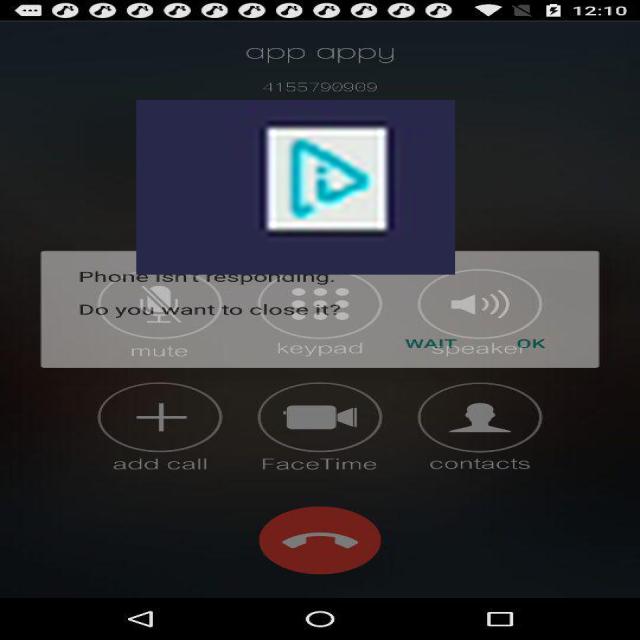 12:10
app appy
4155790909
Phone isn't responding.
Do you want to close it?
WAIT OK
mute keypad speaker
add call FaceTime contacts